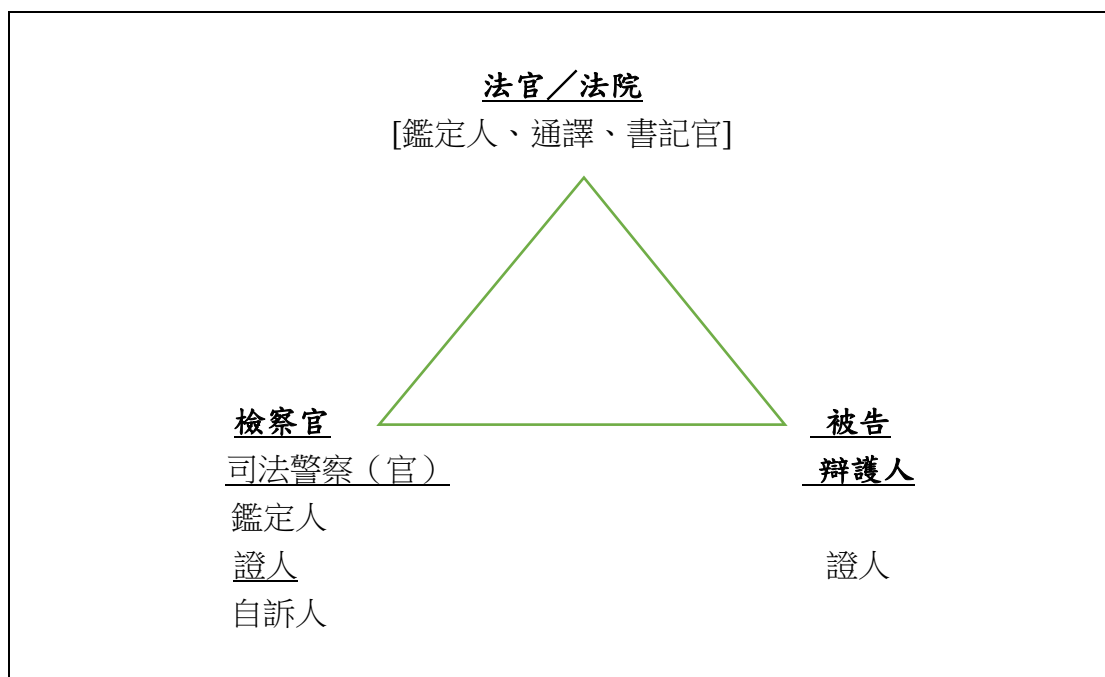 法官／法院
[鑑定人、通譯、書記官]
檢察官
司法警察（官）
鑑定人
證人
自訴人
被告
辯護人
證人